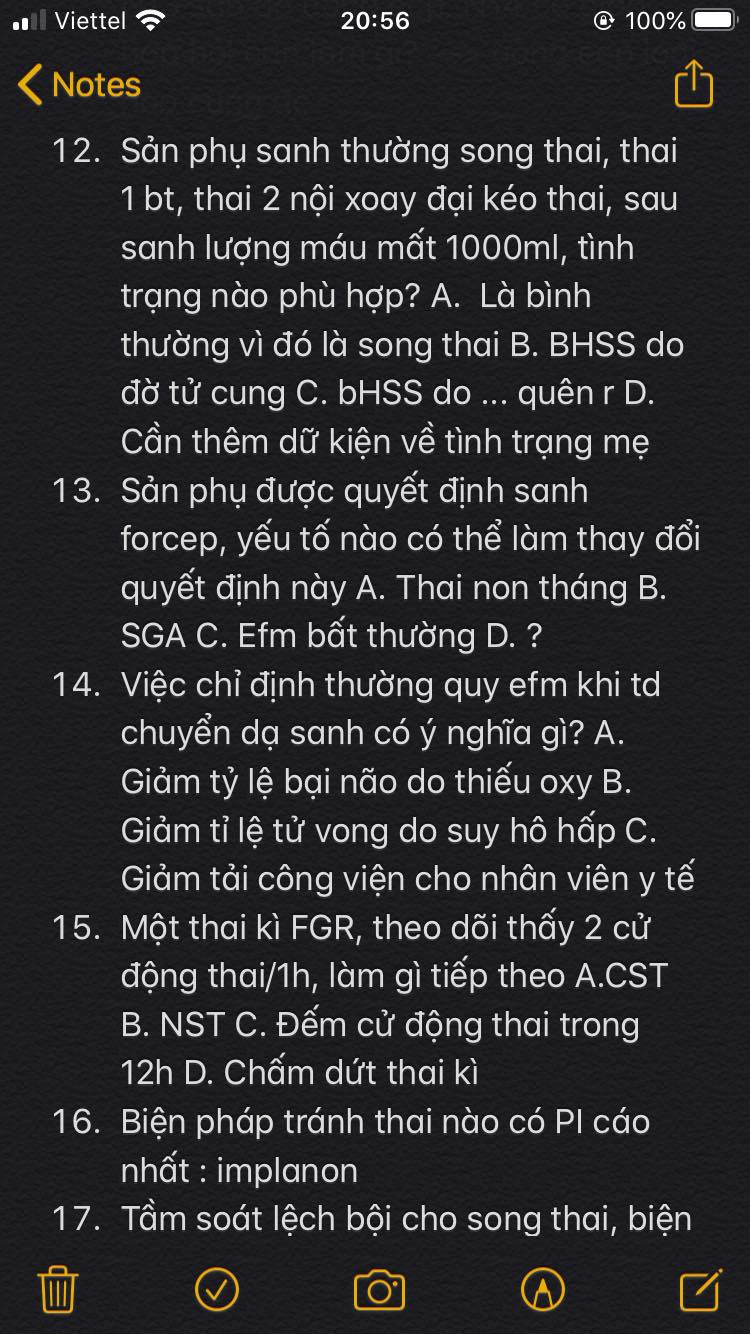 Viettel 20:56 100%
Notes
12. Sản phụ sanh thường song thai, thai
1 bt, thai 2 nội xoay đại kéo thai, sau
sanh lượng máu mất 1000ml, tình
trạng nào phù hợp? A.  Là bình
thường vì đó là song thai B. BHSS do
đờ tử cung C. bHSS do ... quên r D.
Cần thêm dữ kiện về tình trạng mẹ
13. Sản phụ được quyết định sanh
forcep, yếu tố nào có thể làm thay đổi
quyết định này A. Thai non tháng B.
SGA C. Efm bất thường D. ?
14. Việc chỉ định thường quy efm khi td
chuyển dạ sanh có ý nghĩa gì? A.
Giảm tỷ lệ bại não do thiếu oxy B.
Giảm tỉ lệ tử vong do suy hô hấp C.
Giảm tải công viện cho nhân viên y tế
15. Một thai kì FGR, theo dõi thấy 2 cử
động thai/1h, làm gì tiếp theo A.CST
B. NST C. Đếm cử động thai trong
12h D. Chấm dứt thai kì
16. Biện pháp tránh thai nào có PI cáo
nhất : implanon
17. Tầm soát lệch bội cho song thai, biện